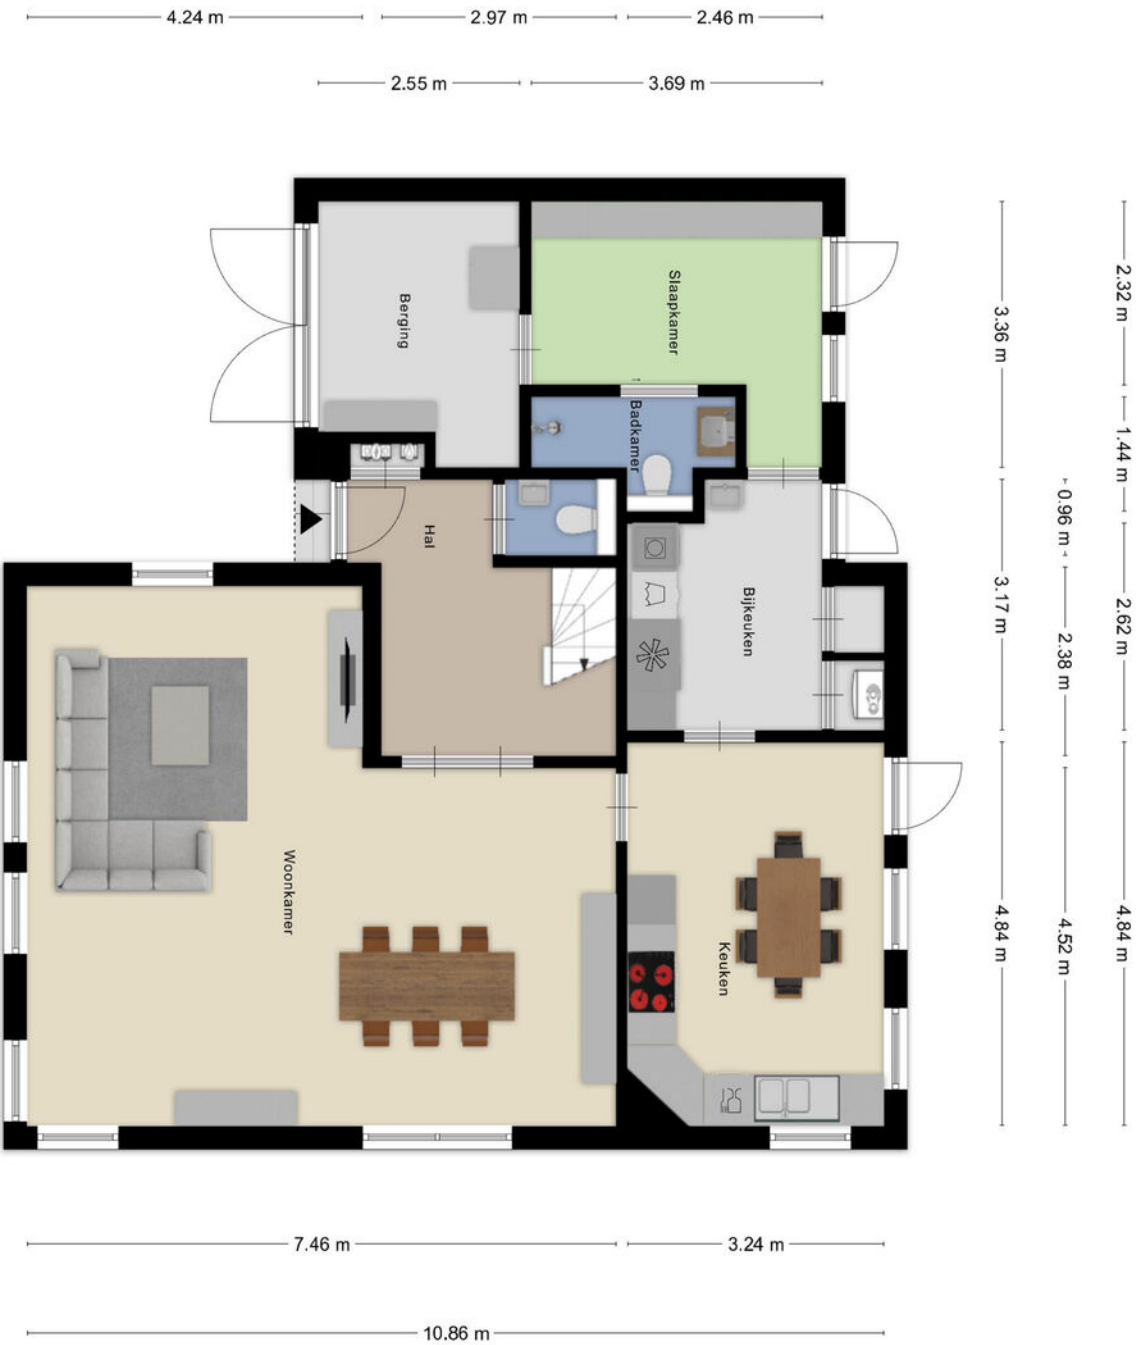 4.24 m
2.97 m
2.46 m
2.55 m
3.69 m
2.32 m
3.36 m
1.44 m
0.96 m
3.17 m
2.62 m
2.38 m
4.84 m
4.52 m
4.84 m
Berging
Slaapkamer
Badkamer
Hal
Bijkeuken
Woonkamer
Keuken
7.46 m
3.24 m
10.86 m